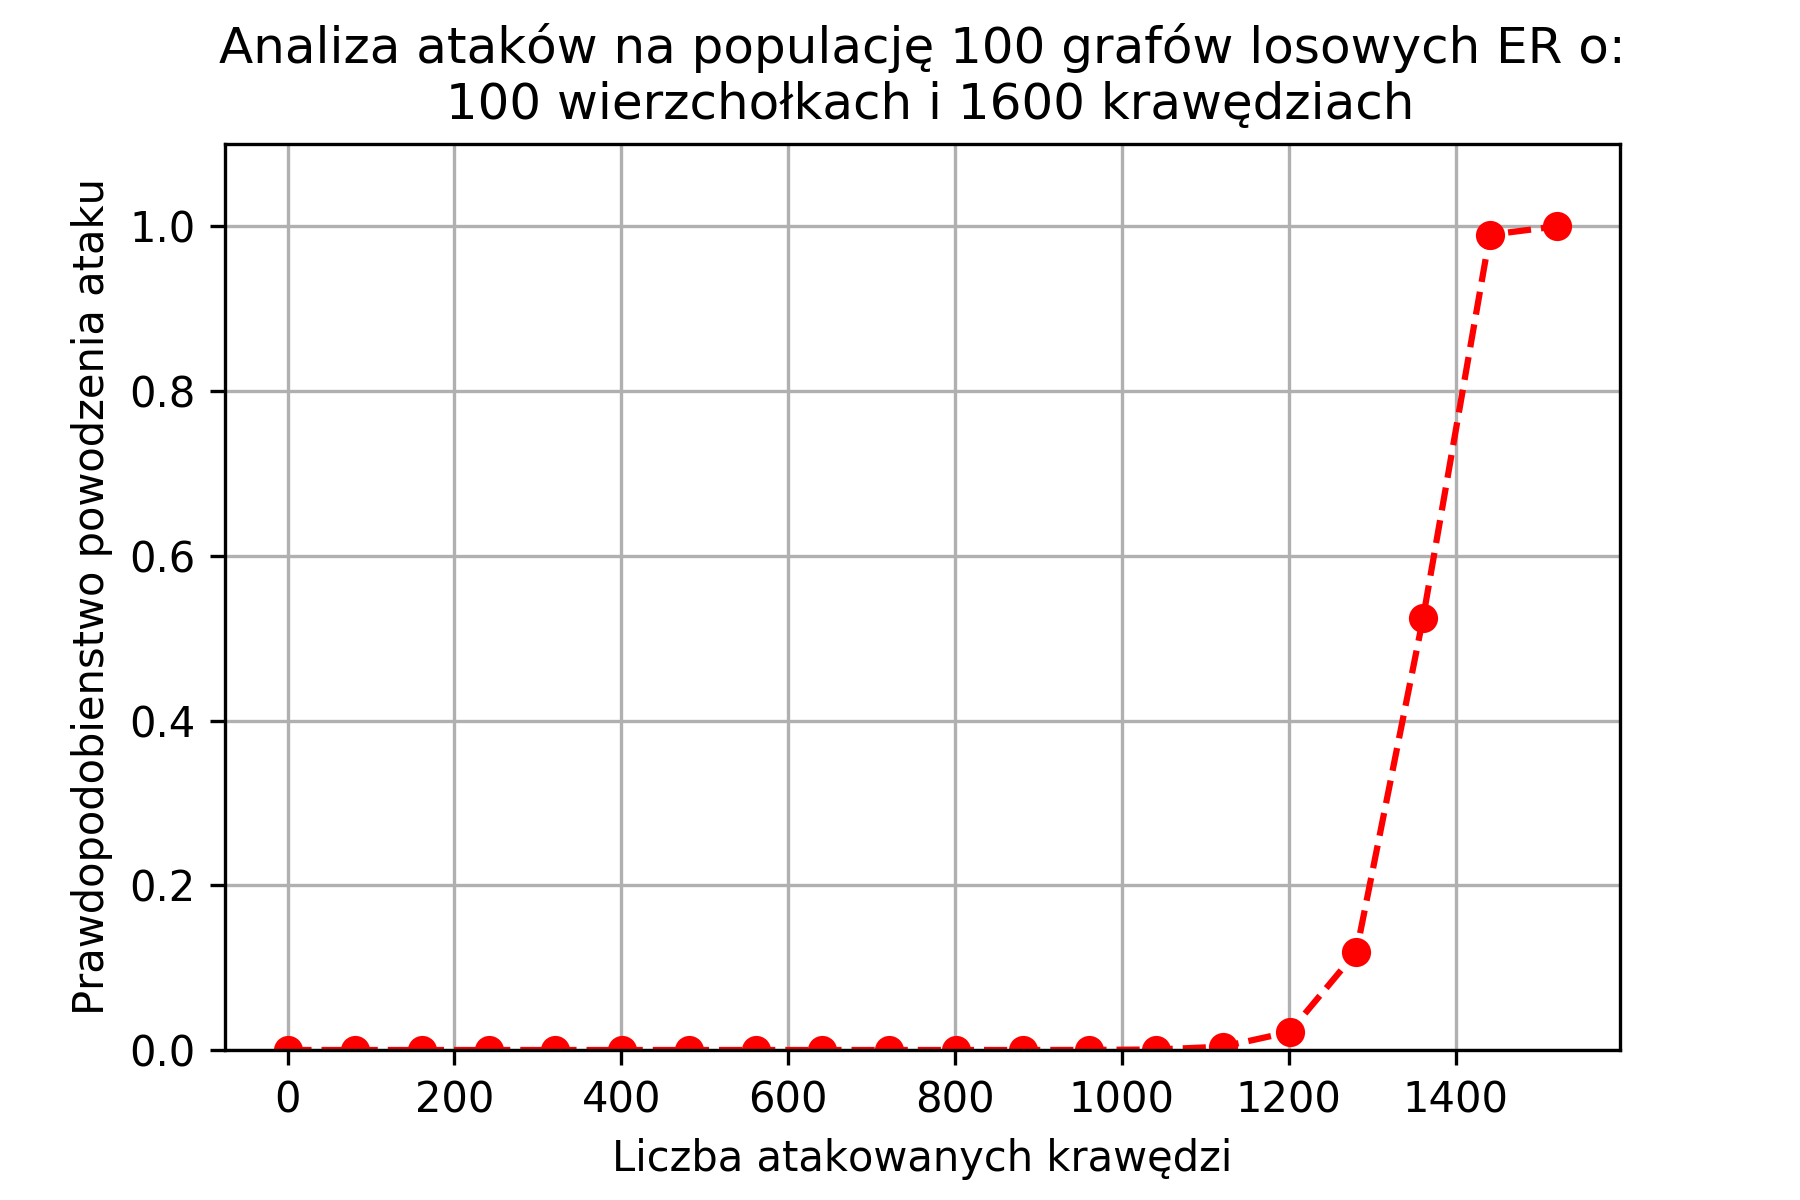 Analiza ataków na populację 100 grafów losowych ER o:
100 wierzchołkach i 1600 krawędziach
Prawdopodobienstwo powodzenia ataku
1.0
0.8
0.6
0.4
0.2
0.0
0 200 400 600 800 1000 1200 1400
Liczba atakowanych krawędzi